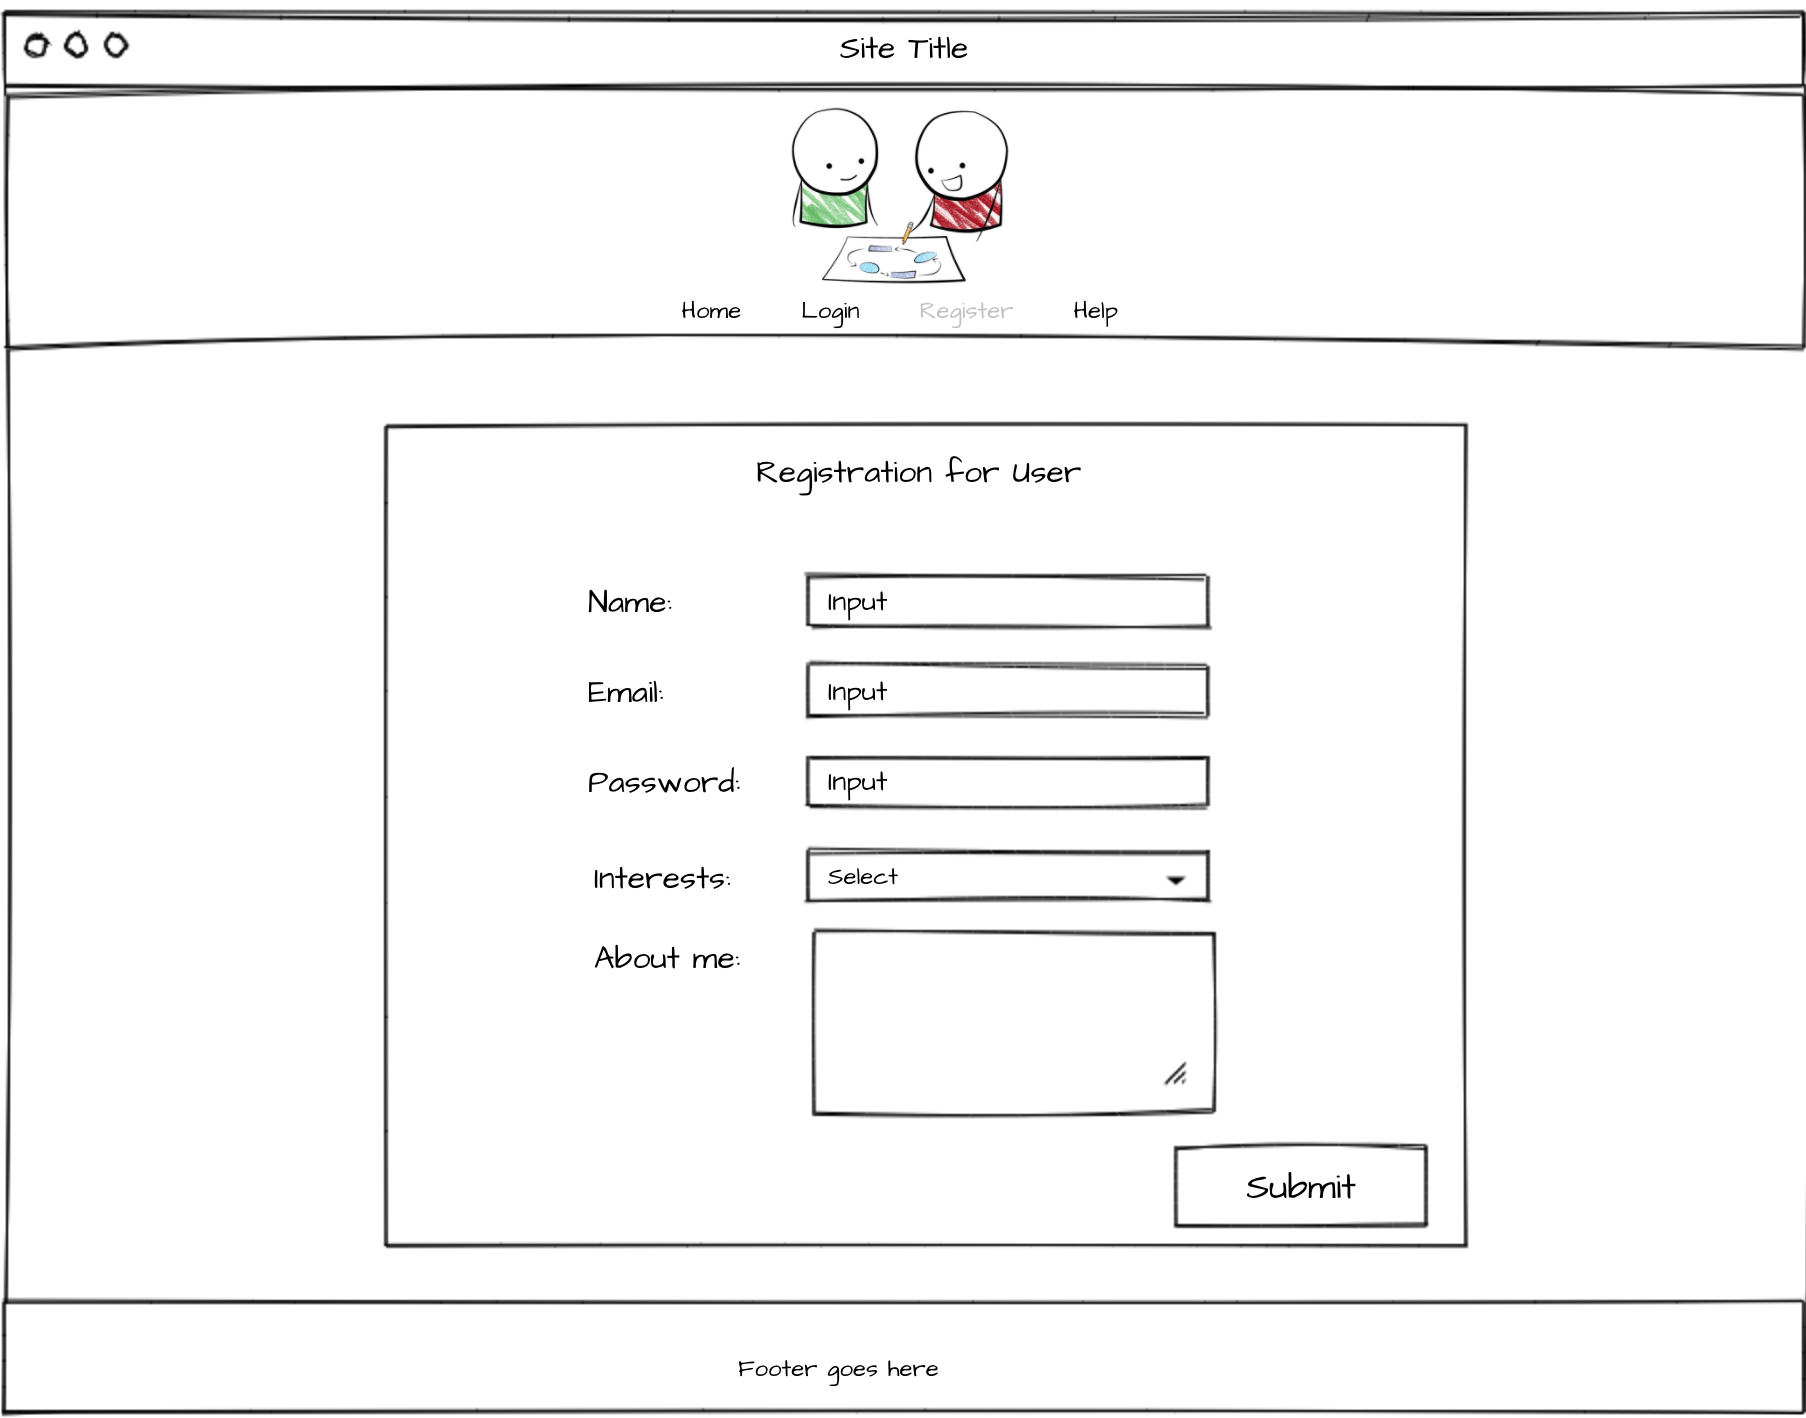 Site Title
Home Login Register Help
Registration for User
Name: Input
Email: Input
Password: Input
Interests: Select
About me:
Submit
Footer goes here